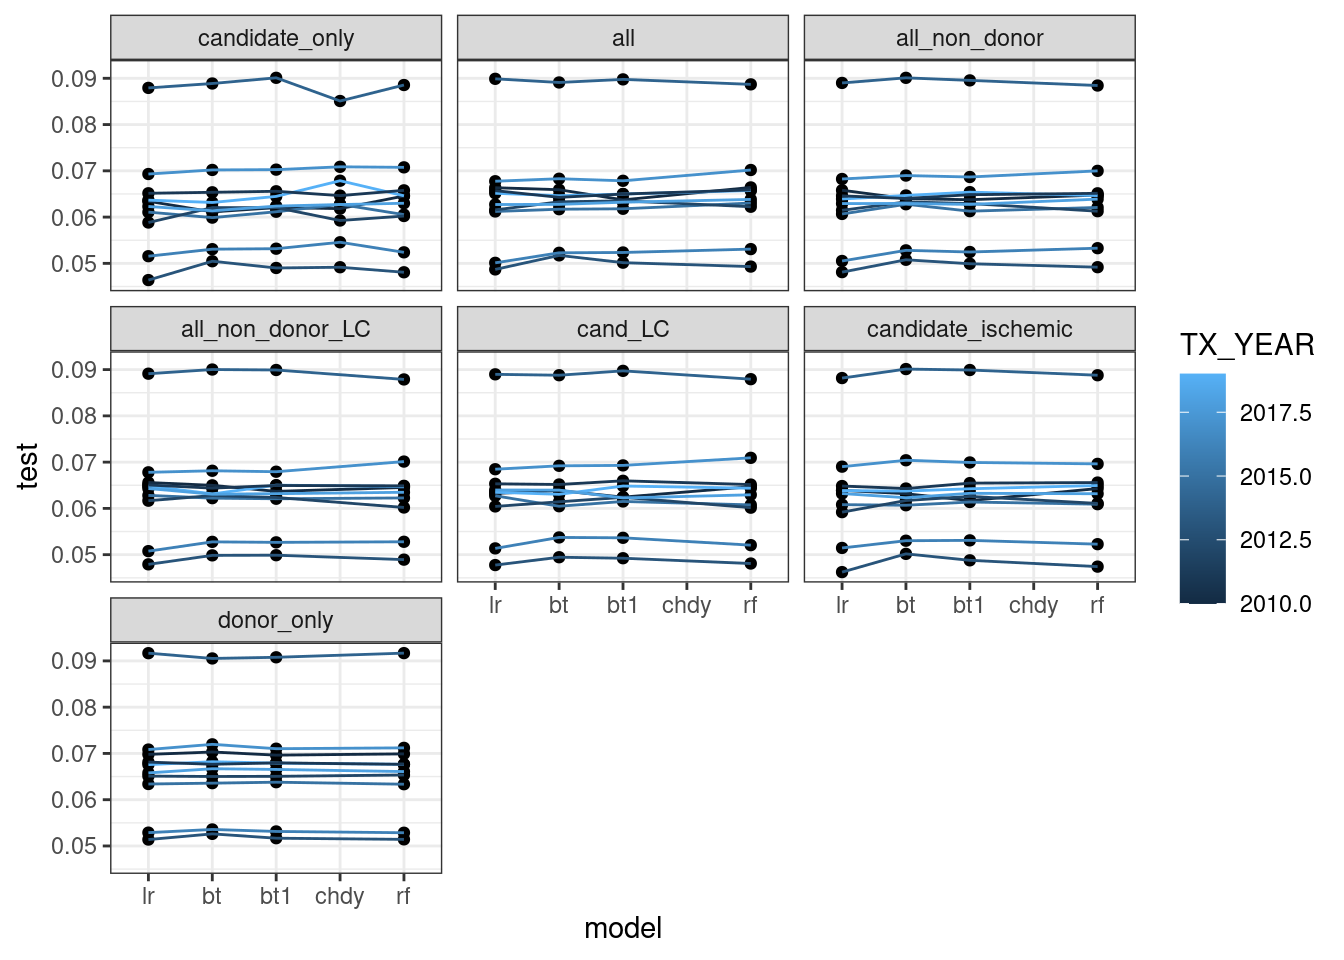 candidate_only
all
all_non_donor
0.09
0.08
0.07
0.06
0.05
all_non_donor_LC
cand_LC
candidate_ischemic
0.09
0.08
0.07
0.06
0.05
lr bt bt1 chdy rf
lr bt bt1 chdy rf
donor_only
0.09
0.08
0.07
0.06
0.05
lr bt bt1 chdy rf
model
test
TX_YEAR
2017.5
2015.0
2012.5
2010.0